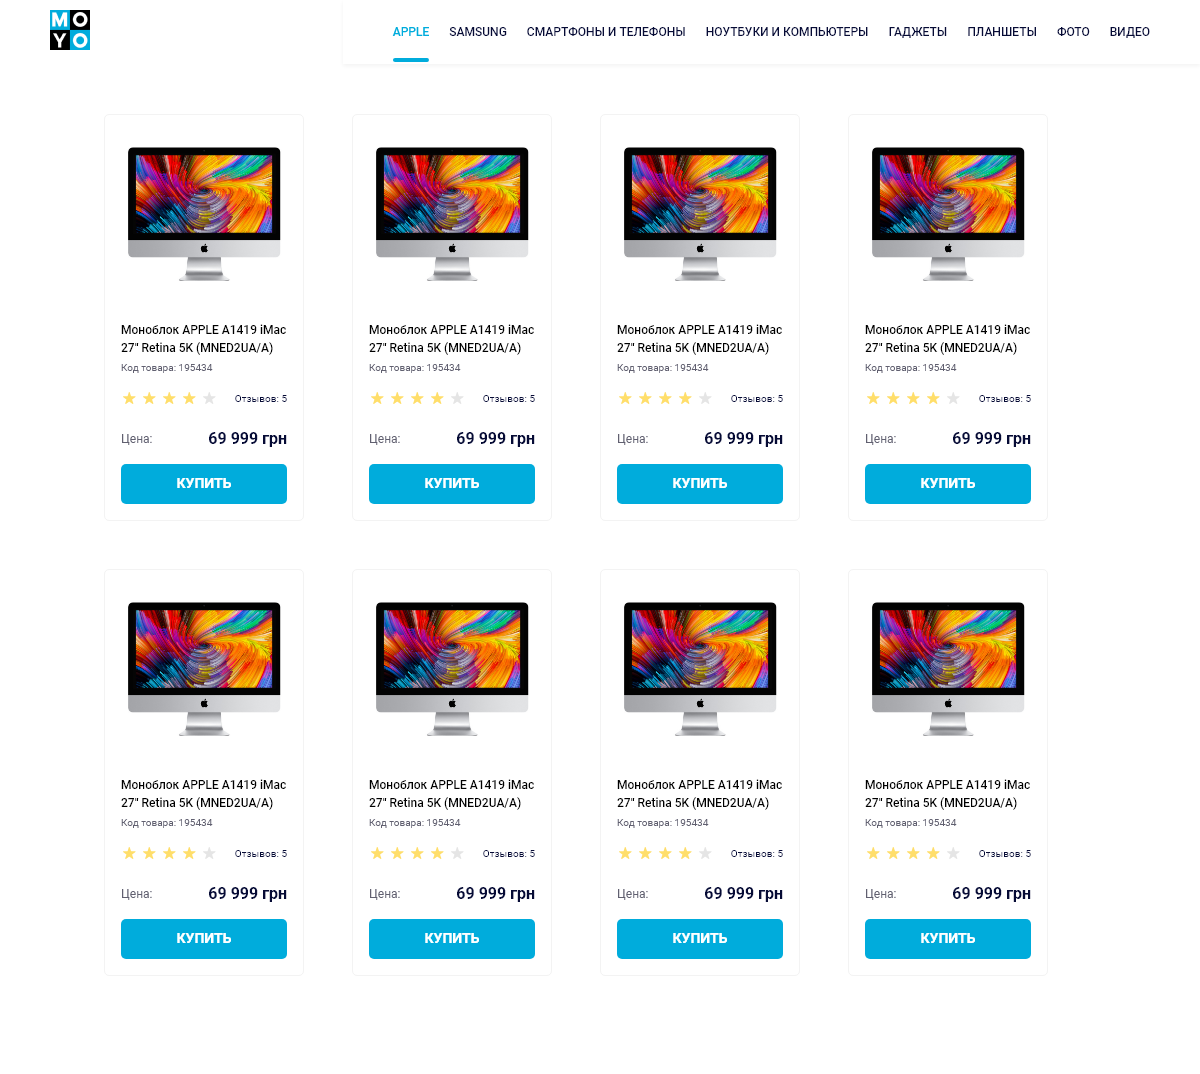 MO
YO
APPLE SAMSUNG СМАРТФОНЫ И ТЕЛЕФОНЫ НОУТБУКИ И КОМПЬЮТЕРЫ ГАДЖЕТЫ ПЛАНШЕТЫ ФОТО ВИДЕО
Моноблок APPLE A1419 iMac
27" Retina 5K (MNED2UA/A)
Код товара: 195434
Отзывов: 5
Цена: 69 999 грн
КУПИТЬ
Моноблок APPLE A1419 iMac
27" Retina 5K (MNED2UA/A)
Код товара: 195434
Отзывов: 5
Цена: 69 999 грн
КУПИТЬ
Моноблок APPLE A1419 iMac
27" Retina 5K (MNED2UA/A)
Код товара: 195434
Отзывов: 5
Цена: 69 999 грн
КУПИТЬ
Моноблок APPLE A1419 iMac
27" Retina 5K (MNED2UA/A)
Код товара: 195434
Отзывов: 5
Цена: 69 999 грн
КУПИТЬ
Моноблок APPLE A1419 iMac
27" Retina 5K (MNED2UA/A)
Код товара: 195434
Отзывов: 5
Цена: 69 999 грн
КУПИТЬ
Моноблок APPLE A1419 iMac
27" Retina 5K (MNED2UA/A)
Код товара: 195434
Отзывов: 5
Цена: 69 999 грн
КУПИТЬ
Моноблок APPLE A1419 iMac
27" Retina 5K (MNED2UA/A)
Код товара: 195434
Отзывов: 5
Цена: 69 999 грн
КУПИТЬ
Моноблок APPLE A1419 iMac
27" Retina 5K (MNED2UA/A)
Код товара: 195434
Отзывов: 5
Цена: 69 999 грн
КУПИТЬ